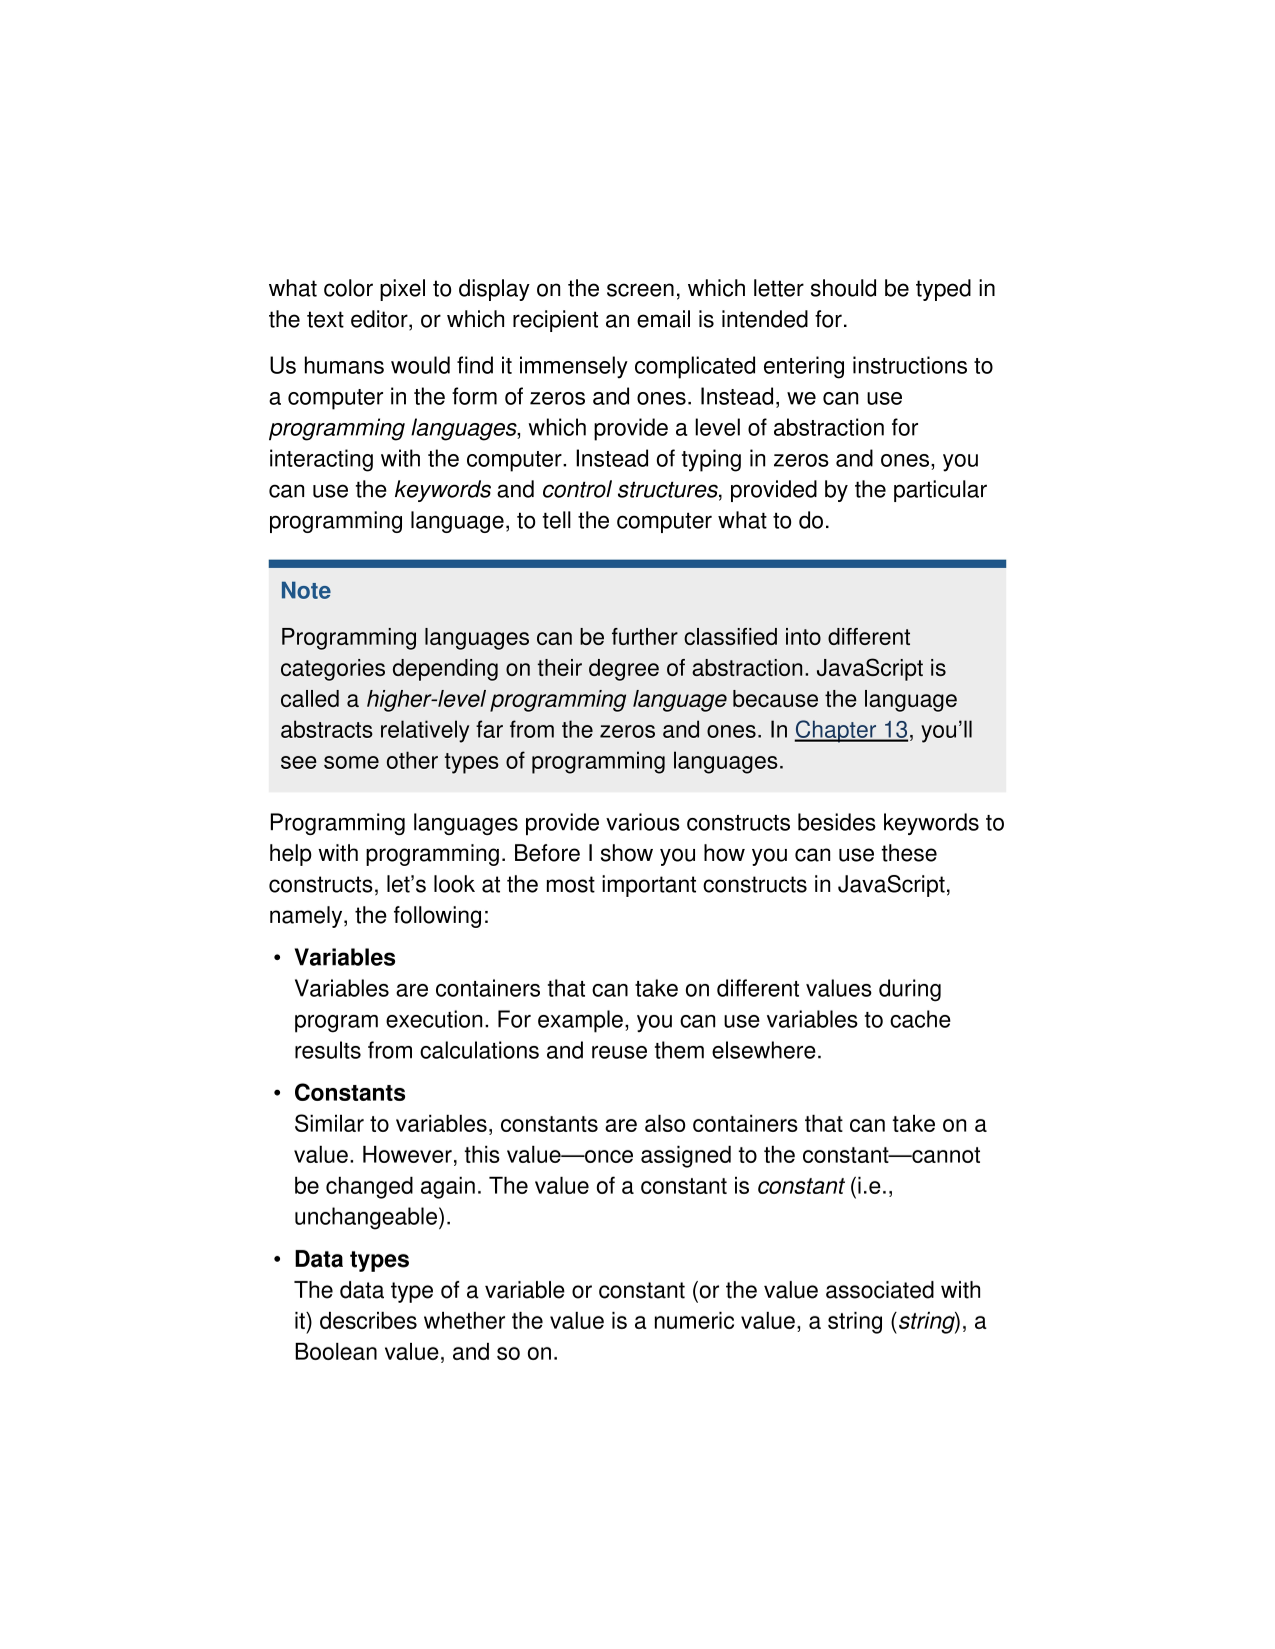 what color pixel to display on the screen, which letter should be typed in
the text editor, or which recipient an email is intended for.
Us humans would find it immensely complicated entering instructions to
a computer in the form of zeros and ones. Instead, we can use
programming languages, which provide a level of abstraction for
interacting with the computer. Instead of typing in zeros and ones, you
can use the keywords and control structures, provided by the particular
programming language, to tell the computer what to do.
Note
Programming languages can be further classified into different
categories depending on their degree of abstraction. JavaScript is
called a higher-level programming language because the language
abstracts relatively far from the zeros and ones. In Chapter 13, you’ll
see some other types of programming languages.
Programming languages provide various constructs besides keywords to
help with programming. Before I show you how you can use these
constructs, let’s look at the most important constructs in JavaScript,
namely, the following:
• Variables
Variables are containers that can take on different values during
program execution. For example, you can use variables to cache
results from calculations and reuse them elsewhere.
• Constants
Similar to variables, constants are also containers that can take on a
value. However, this value—once assigned to the constant—cannot
be changed again. The value of a constant is constant (i.e.,
unchangeable).
• Data types
The data type of a variable or constant (or the value associated with
it) describes whether the value is a numeric value, a string (string), a
Boolean value, and so on.